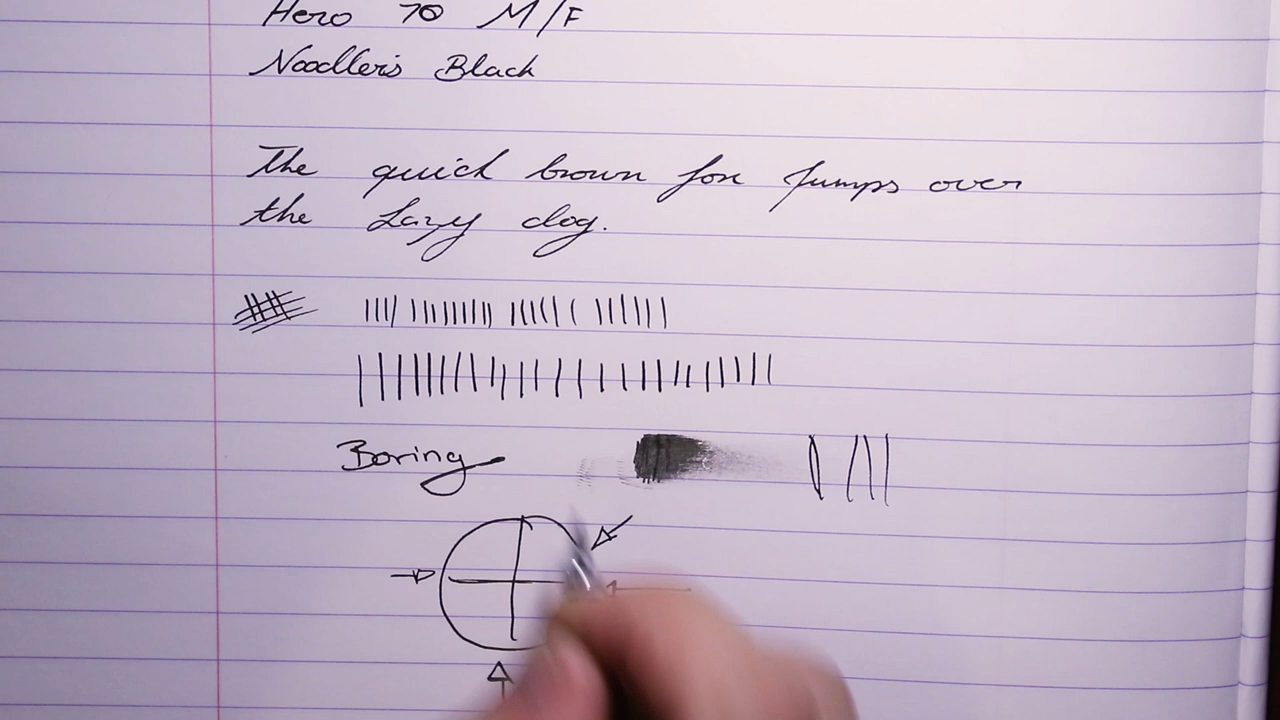 Hero 70 M/F
Noodler's Black
The quick brown fox jumps over
the Lazy dog.
Boring